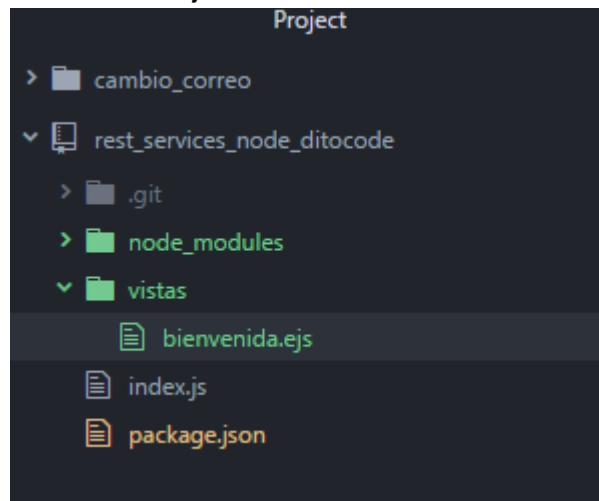 Project
cambio_correo
rest_services_node_ditocode
.git
node_modules
vistas
bienvenida.ejs
index.js
package.json